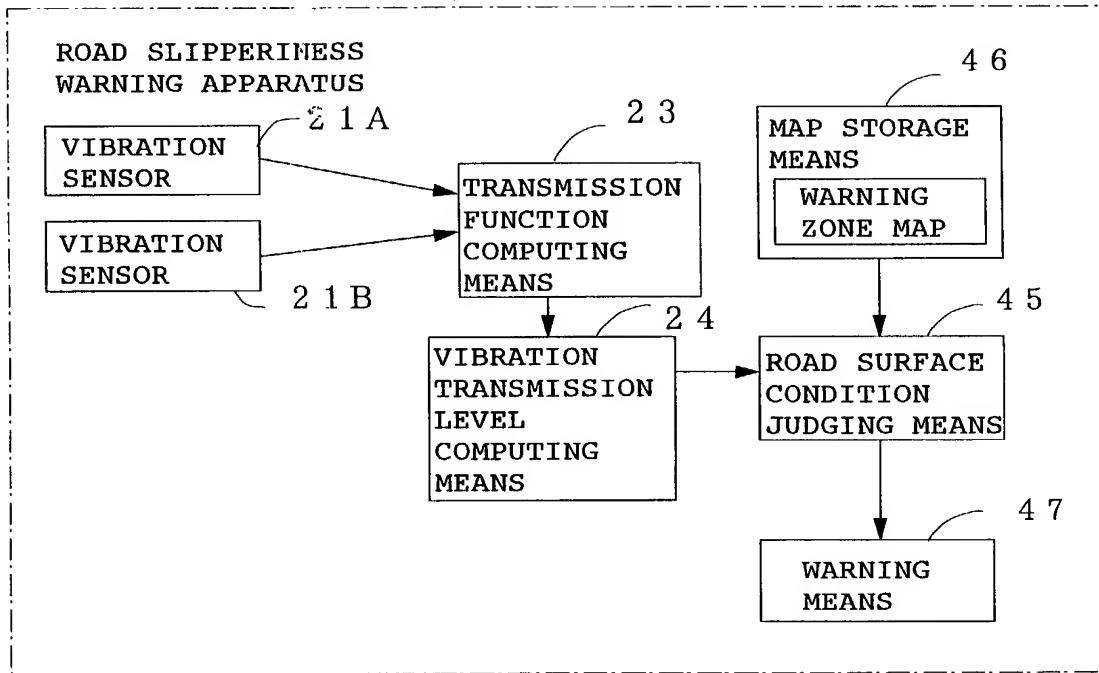 ROAD SLIPPERINESS
WARNING APPARATUS
21A
VIBRATION
SENSOR
VIBRATION
SENSOR
21B
23
TRANSMISSION
FUNCTION
COMPUTING
MEANS
24
VIBRATION
TRANSMISSION
LEVEL
COMPUTING
MEANS
46
MAP STORAGE
MEANS
WARNING
ZONE MAP
45
ROAD SURFACE
CONDITION
JUDGING MEANS
47
WARNING
MEANS